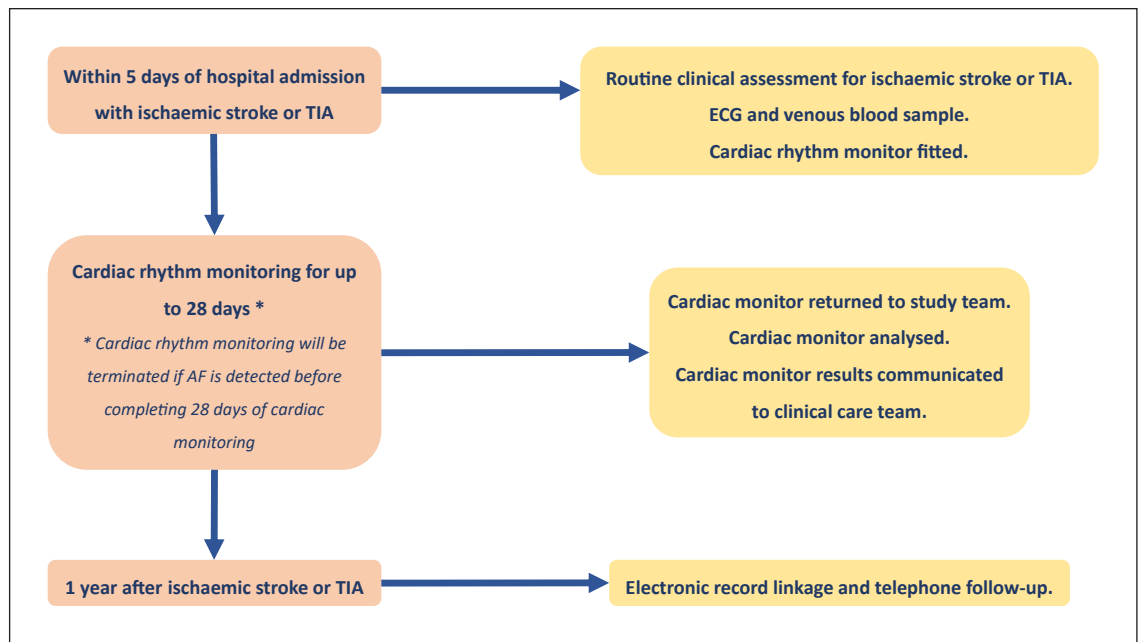 Within 5 days of hospital admission
with ischaemic stroke or TIA
Routine clinical assessment for ischaemic stroke or TIA.
ECG and venous blood sample.
Cardiac rhythm monitor fitted.
Cardiac rhythm monitoring for up
to 28 days *
* Cardiac rhythm monitoring will be
terminated if AF is detected before
completing 28 days of cardiac
monitoring
Cardiac monitor returned to study team.
Cardiac monitor analysed.
Cardiac monitor results communicated
to clinical care team.
1 year after ischaemic stroke or TIA
Electronic record linkage and telephone follow-up.